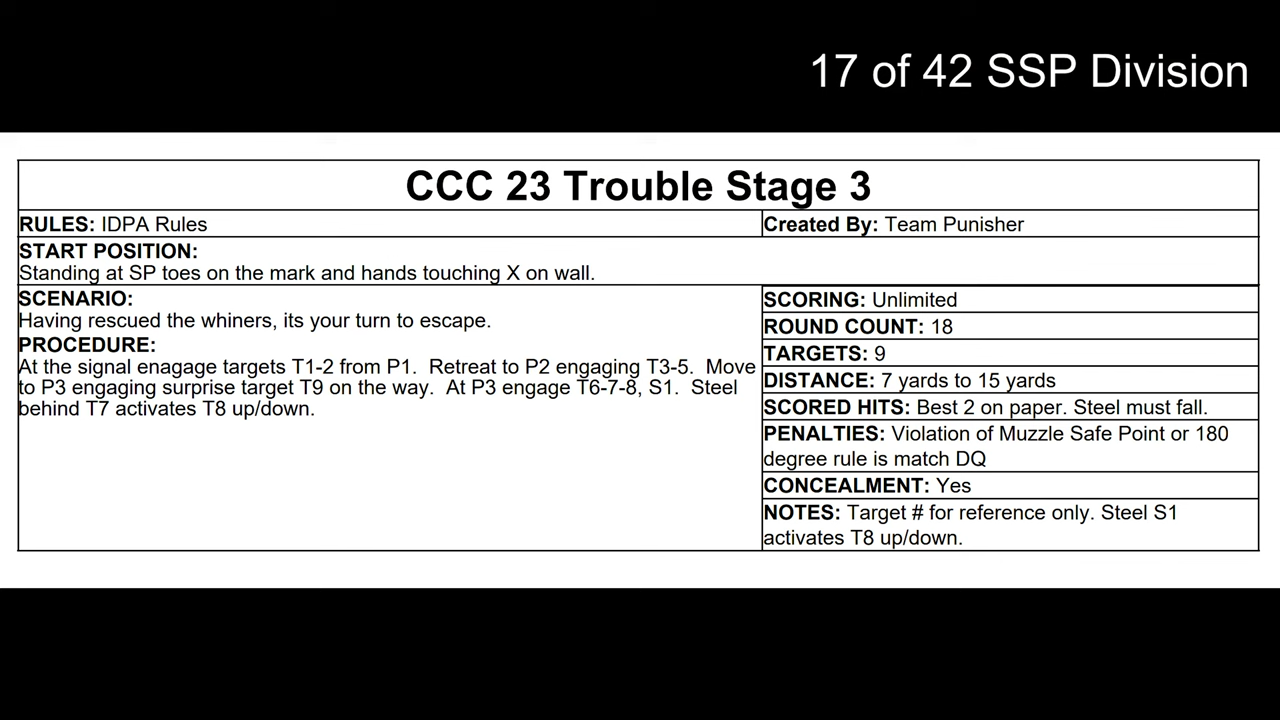 17 of 42 SSP Division
CCC 23 Trouble Stage 3
RULES: IDPA Rules
Created By: Team Punisher
START POSITION:
Standing at SP toes on the mark and hands touching X on wall.
SCENARIO:
Having rescued the whiners, its your turn to escape.
PROCEDURE:
At the signal enagage targets T1-2 from P1. Retreat to P2 engaging T3-5. Move
to P3 engaging surprise target T9 on the way. At P3 engage T6-7-8, S1. Steel
behind T7 activates T8 up/down.
SCORING: Unlimited
ROUND COUNT: 18
TARGETS: 9
DISTANCE: 7 yards to 15 yards
SCORED HITS: Best 2 on paper. Steel must fall.
PENALTIES: Violation of Muzzle Safe Point or 180
degree rule is match DQ
CONCEALMENT: Yes
NOTES: Target # for reference only. Steel S1
activates T8 up/down.